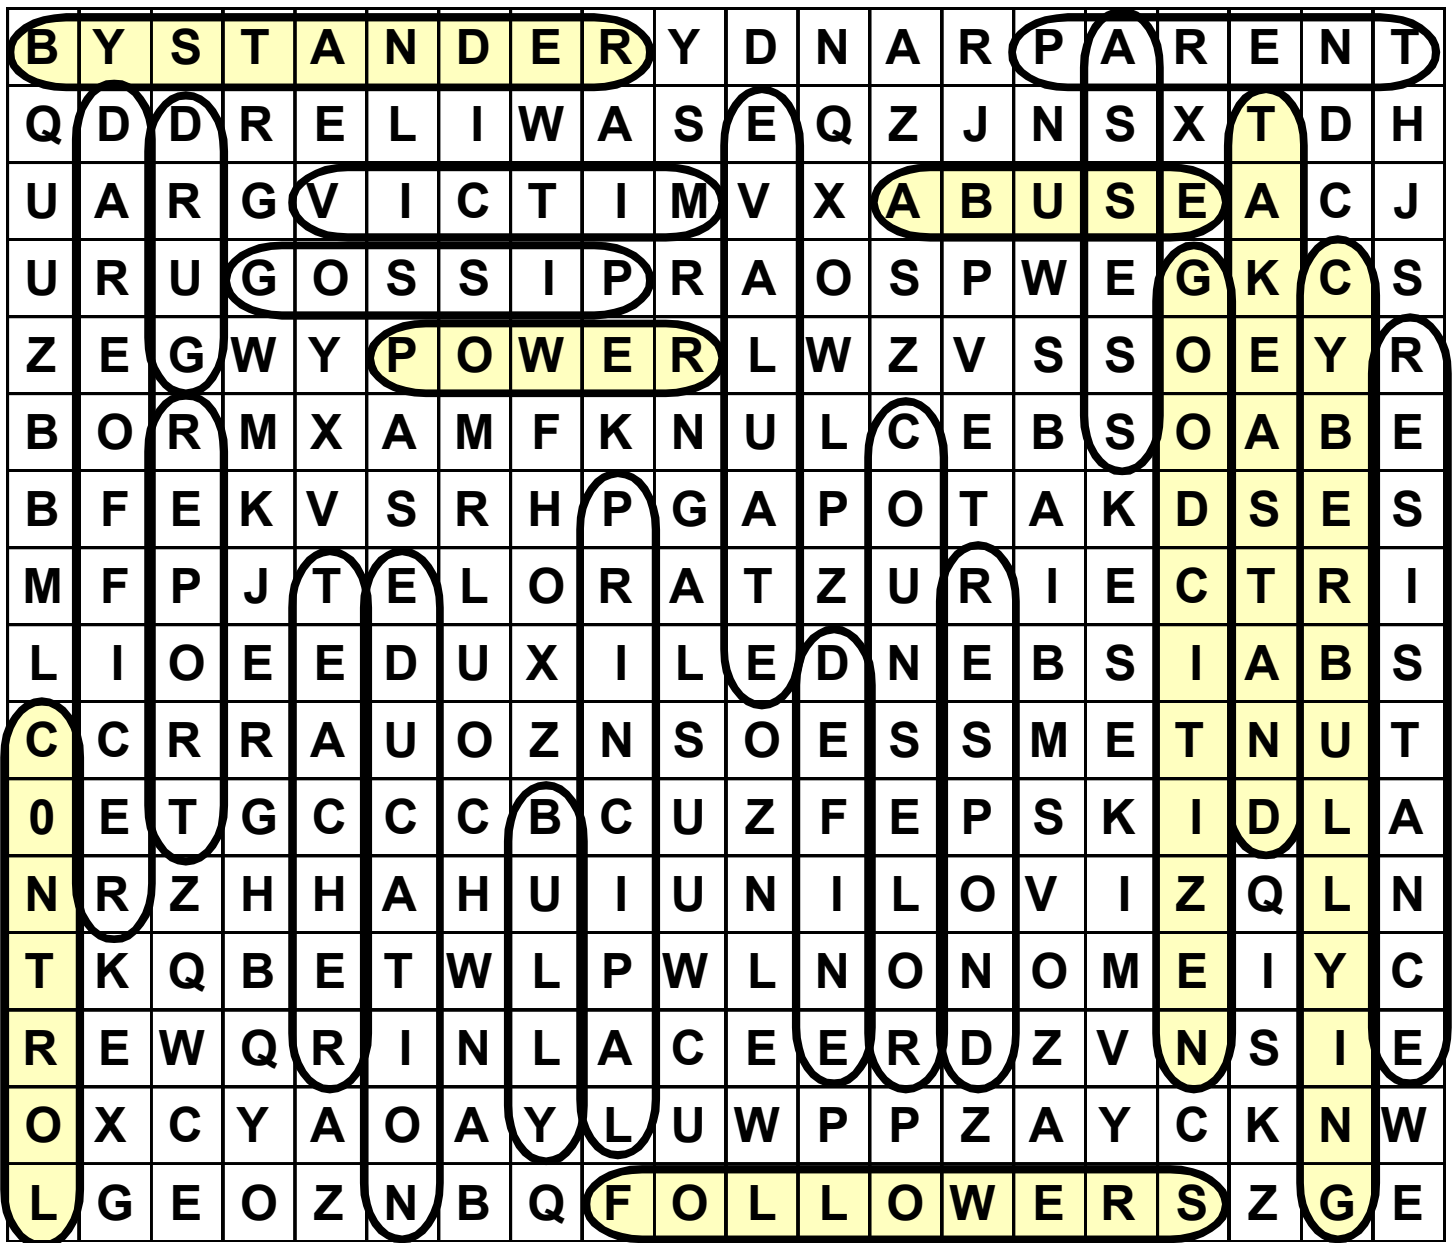 B Y S T A N D E R Y D N A R P A R E N T
Q D D R E L I W A S E Q Z J N S X T D H
U A R G V I C T I M V X A B U S E A C J
U R U G O S S I P R A O S P W E G K C S
Z E G W Y P O W E R L W Z V S S O E Y R
B O R M X A M F K N U L C E B S O A B E
B F E K V S R H P G A P O T A K D S E S
M F P J T E L O R A T Z U R I E C T R I
L I O E E D U X I L E D N E B S I A B S
C C R R A U O Z N S O E S S M E T N U T
0 E T G C C C B C U Z F E P S K I D L A
N R Z H H A H U I U N I L O V I Z Q L N
T K Q B E T W L P W L N O N O M E I Y C
R E W Q R I N L A C E E R D Z V N S I E
O X C Y A O A Y L U W P P Z A Y C K N W
L G E O Z N B Q F O L L O W E R S Z G E